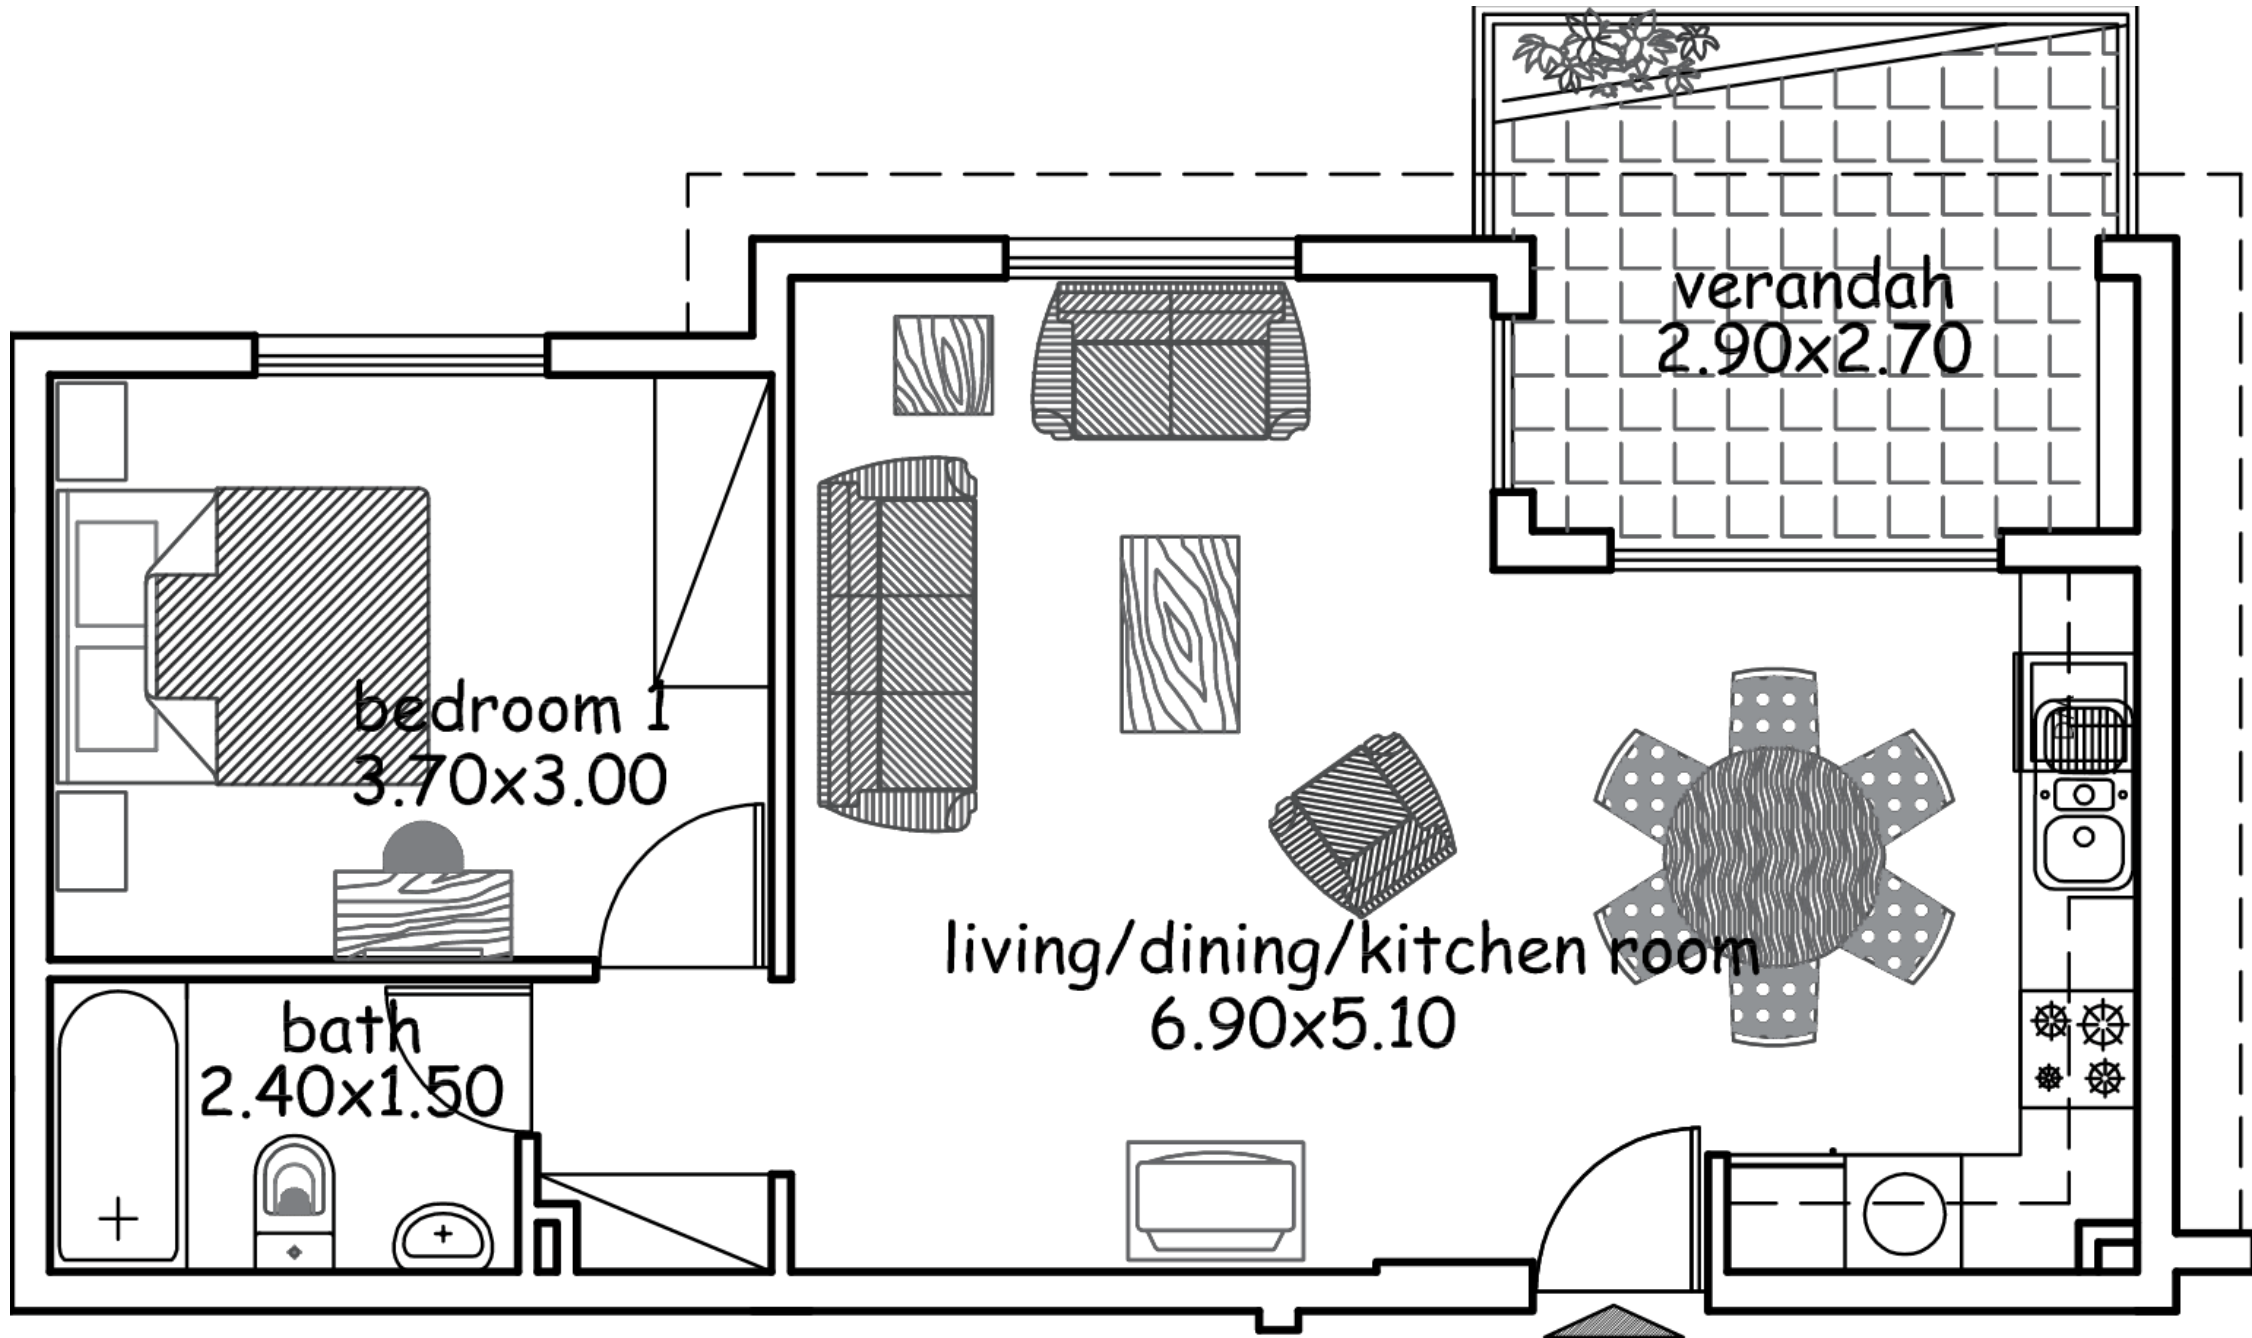 verandah
2.90x2.70
bedroom 1
3.70x3.00
living/dining/kitchen room
6.90x5.10
bath
2.40x1.50